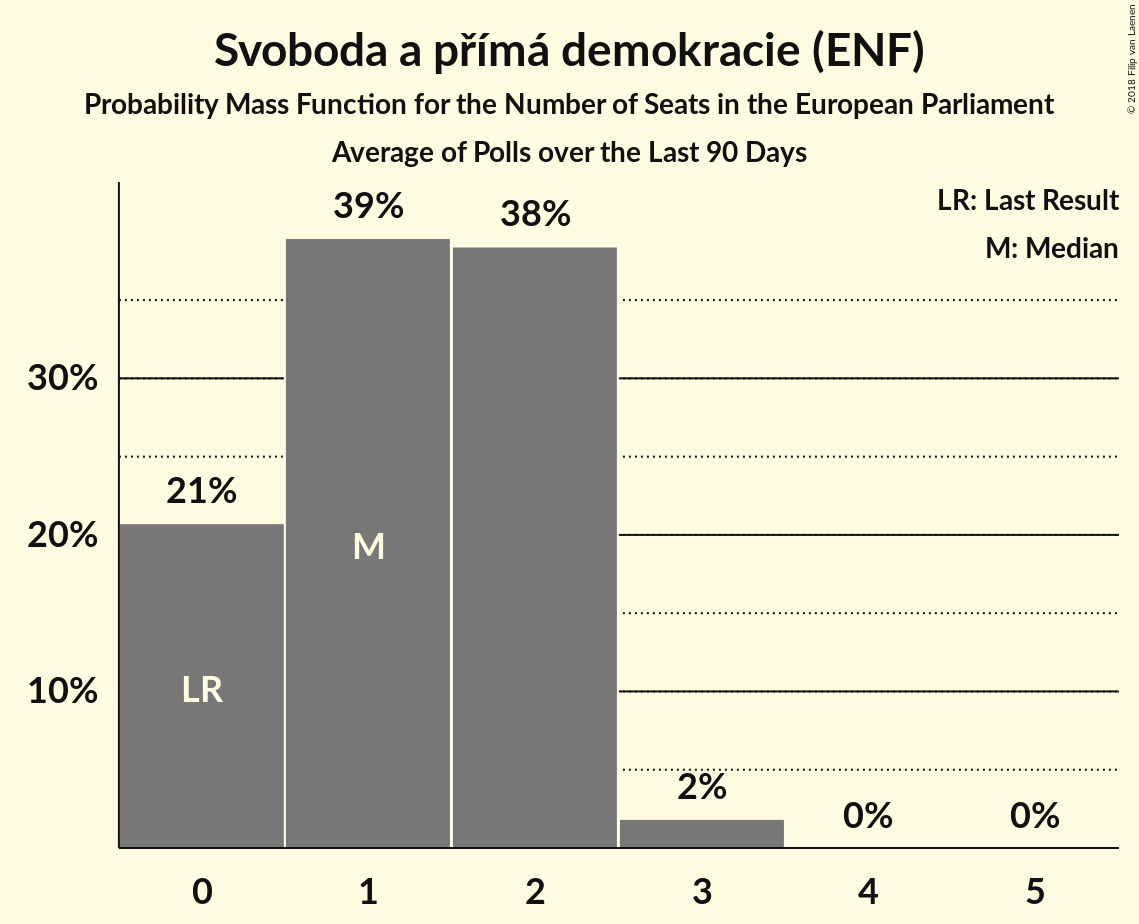 Svoboda a přímá demokracie (ENF)
Probability Mass Function for the Number of Seats in the European Parliament
Average of Polls over the Last 90 Days
© 2018 Filip van Laenen
LR: Last Result
M: Median
39%
38%
30%
21%
20%
M
10%
LR
2%
0%
0%
0 1 2 3 4 5